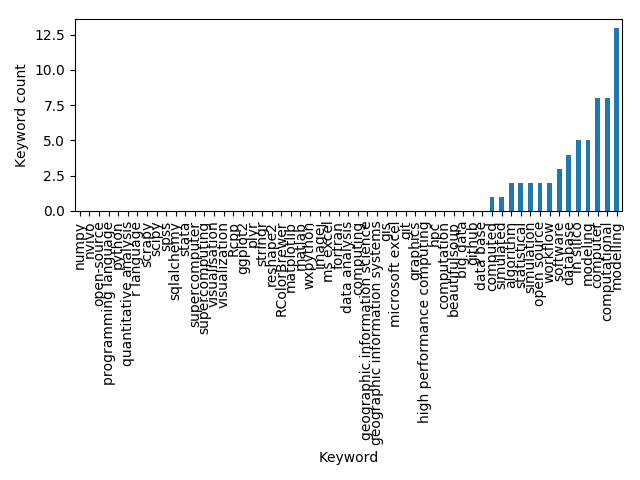 12.5
10.0
7.5
5.0
2.5
0.0
Keyword count
numpy
nvivo
open-source
programming language
python
quantitative analysis
r language
scrapy
scipy
spss
sqlalchemy
stata
supercomputer
supercomputing
visualisation
visualization
Rcpp
ggplot2
plyr
stringr
reshape2
RColorBrewer
matplotlib
matlab
wxpython
imagej
ms excel
fortran
data analysis
computing
geographic information science
geographic information systems
gis
microsoft excel
git
graphics
high performance computing
hpc
computation
beautifulsoup
big data
github
data base
computed
simulated
algorithm
statistical
simulation
open source
workflow
software
database
in silico
modeling
computer
computational
modelling
Keyword